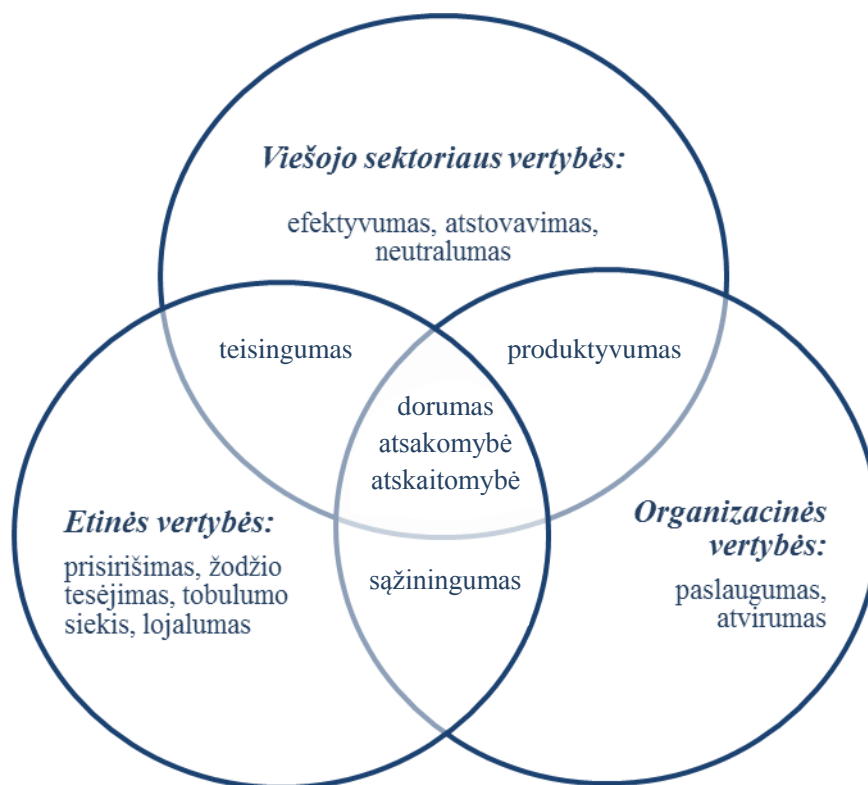 Viešojo sektoriaus vertybės:
efektyvumas, atstovavimas,
neutralumas
teisingumas
produktyvumas
dorumas
atsakomybė
atskaitomybė
Etinės vertybės:
prisirišimas, žodžio
tesėjimas, tobulumo
siekis, lojalumas
Organizacinės
vertybės:
paslaugumas,
atvirumas
sąžiningumas